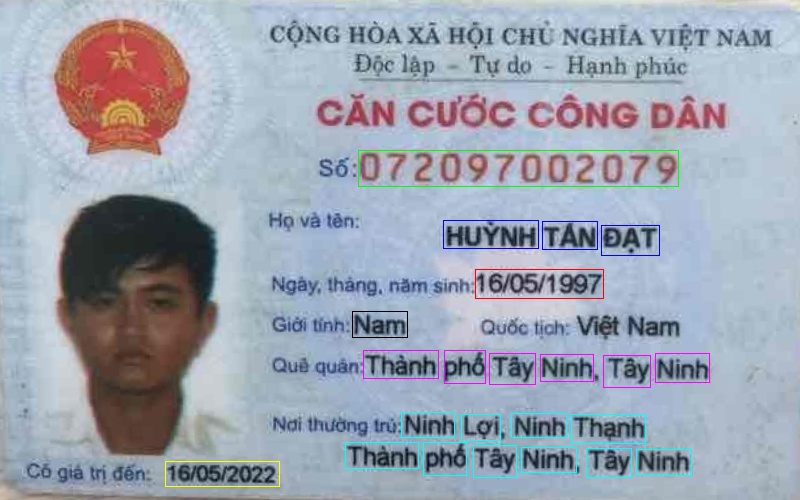 CỘNG HÒA XÃ HỘI CHỦ NGHĨA VIỆT NAM
Độc lập - Tự do - Hạnh phúc
CĂN CƯỚC CÔNG DÂN
Số: 072097002079
Họ và tên:
HUỲNH TẤN ĐẠT
Ngày, tháng, năm sinh: 16/05/1997
Giới tính: Nam Quốc tịch: Việt Nam
Quê quán: Thành phố Tây Ninh, Tây Ninh
Nơi thường trú: Ninh Lợi, Ninh Thạnh
Thành phố Tây Ninh, Tây Ninh
Có giá trị đến: 16/05/2022